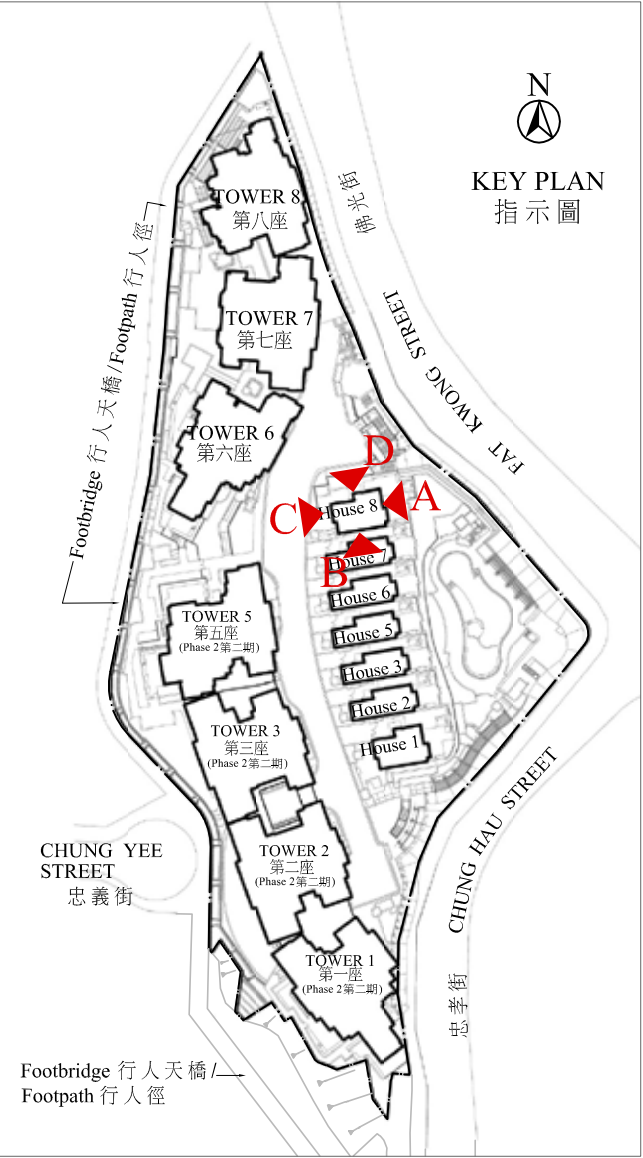 N
KEY PLAN
指示圖
TOWER 8
第八座
佛光街
FAT KWONG STREET
Footbridge 行人天橋/Footpath 行人徑
TOWER 7
第七座
TOWER 6
第六座
D
C
A
House 8
B
House 7
House 6
House 5
House 3
House 2
House 1
TOWER 5
第五座
(Phase 2第二期)
TOWER 3
第三座
(Phase 2第二期)
TOWER 2
第二座
(Phase 2第二期)
TOWER 1
第一座
(Phase 2第二期)
CHUNG YEE
STREET
忠義街
CHUNG HAU STREET
忠孝街
Footbridge 行人天橋/
Footpath 行人徑